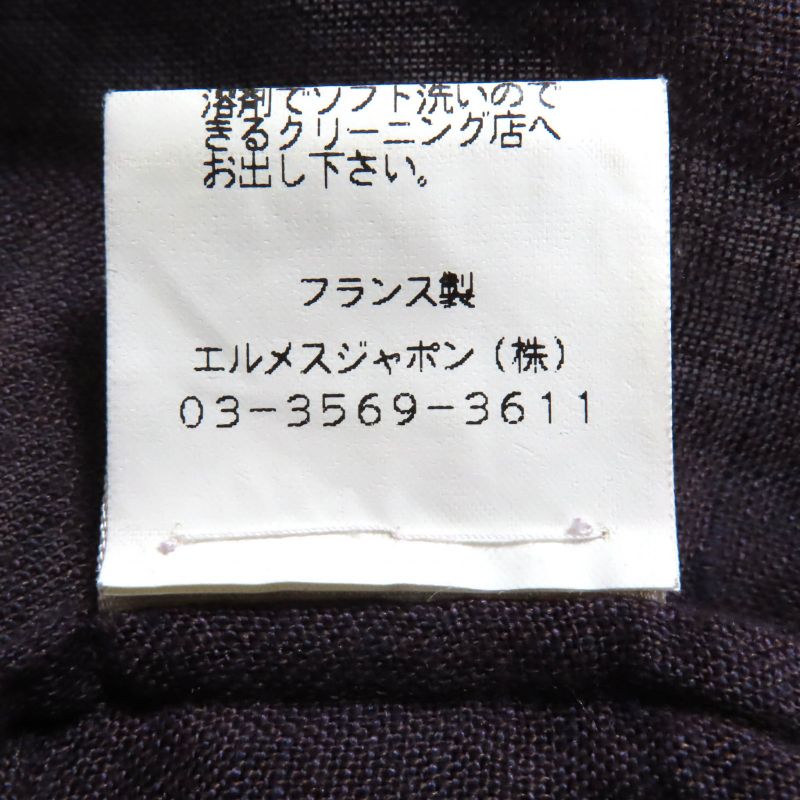 溶剤でソフト洗いので
きるクリーニング店へ
お出し下さい。
フランス製
エルメスジャポン(株)
03-3569-3611